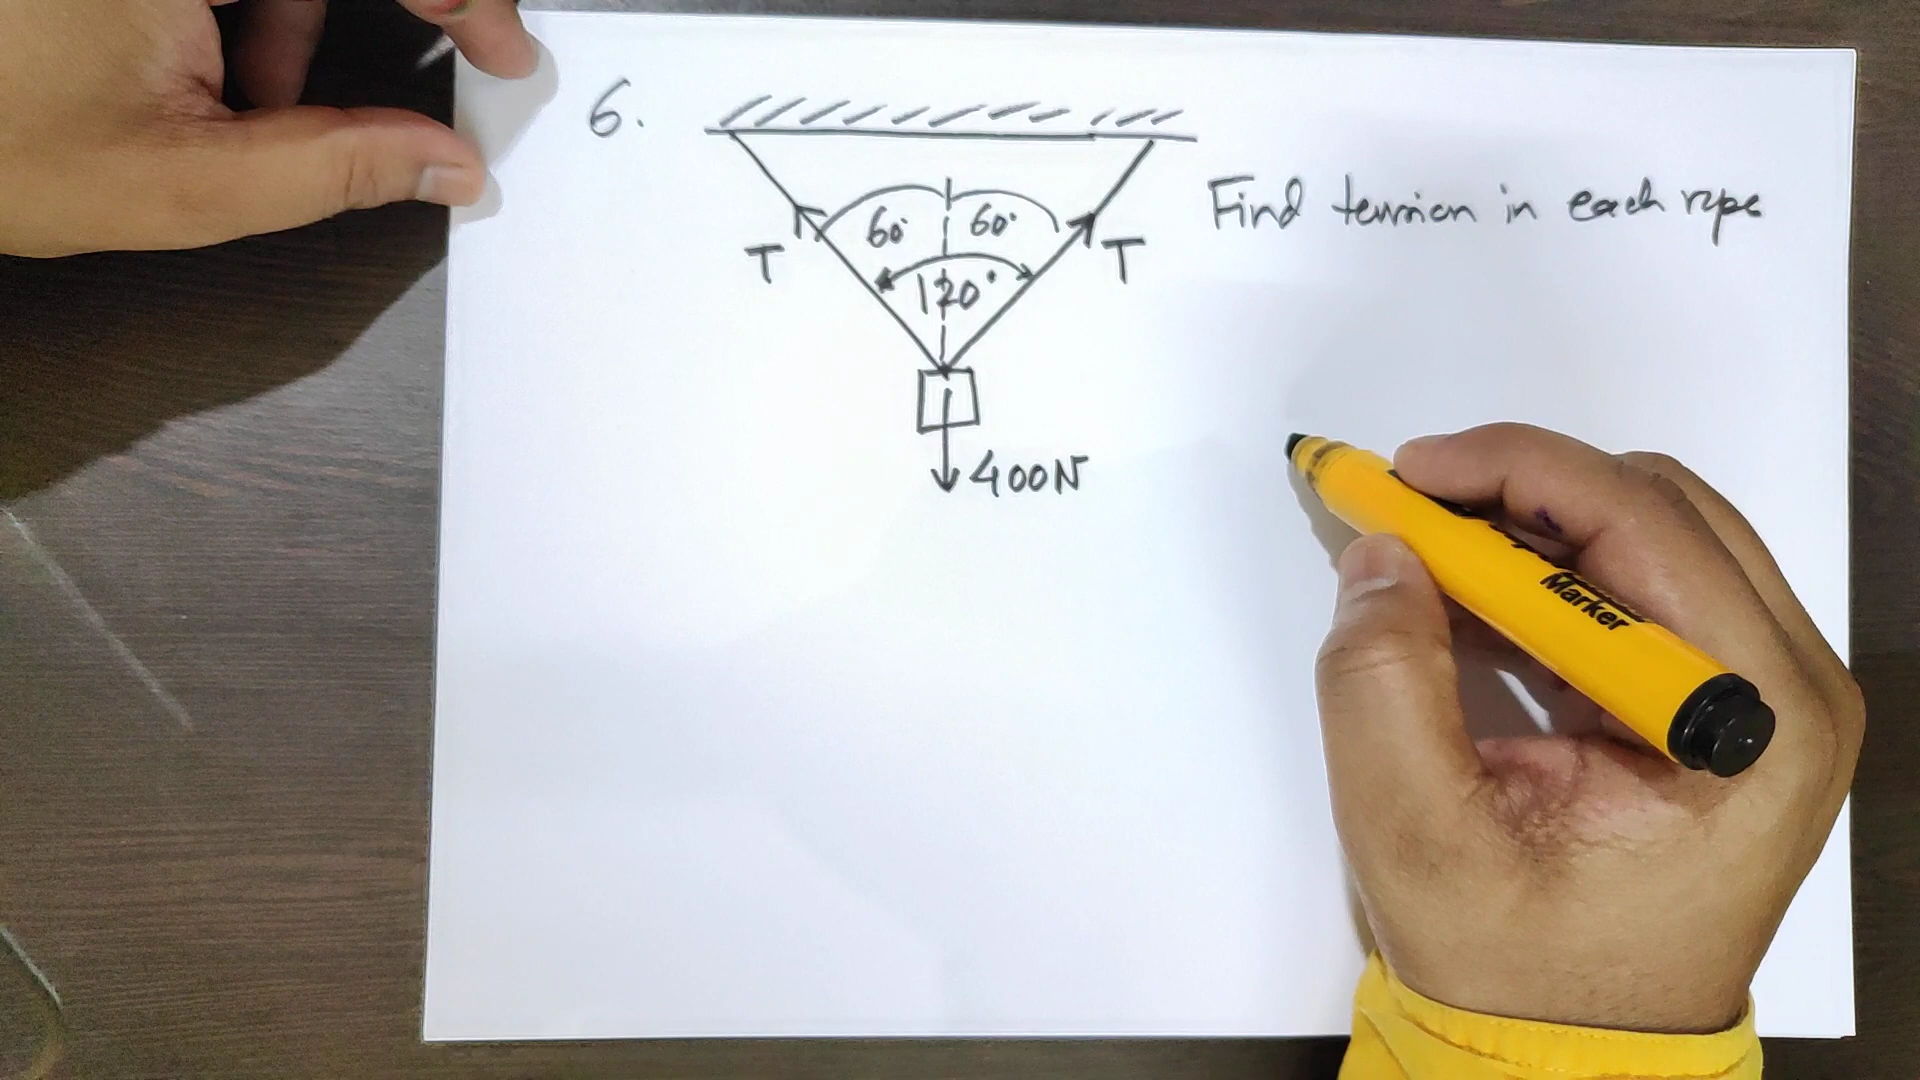 6.
Find tension in each rope
60° 60°
T T
120°
400N
Marker